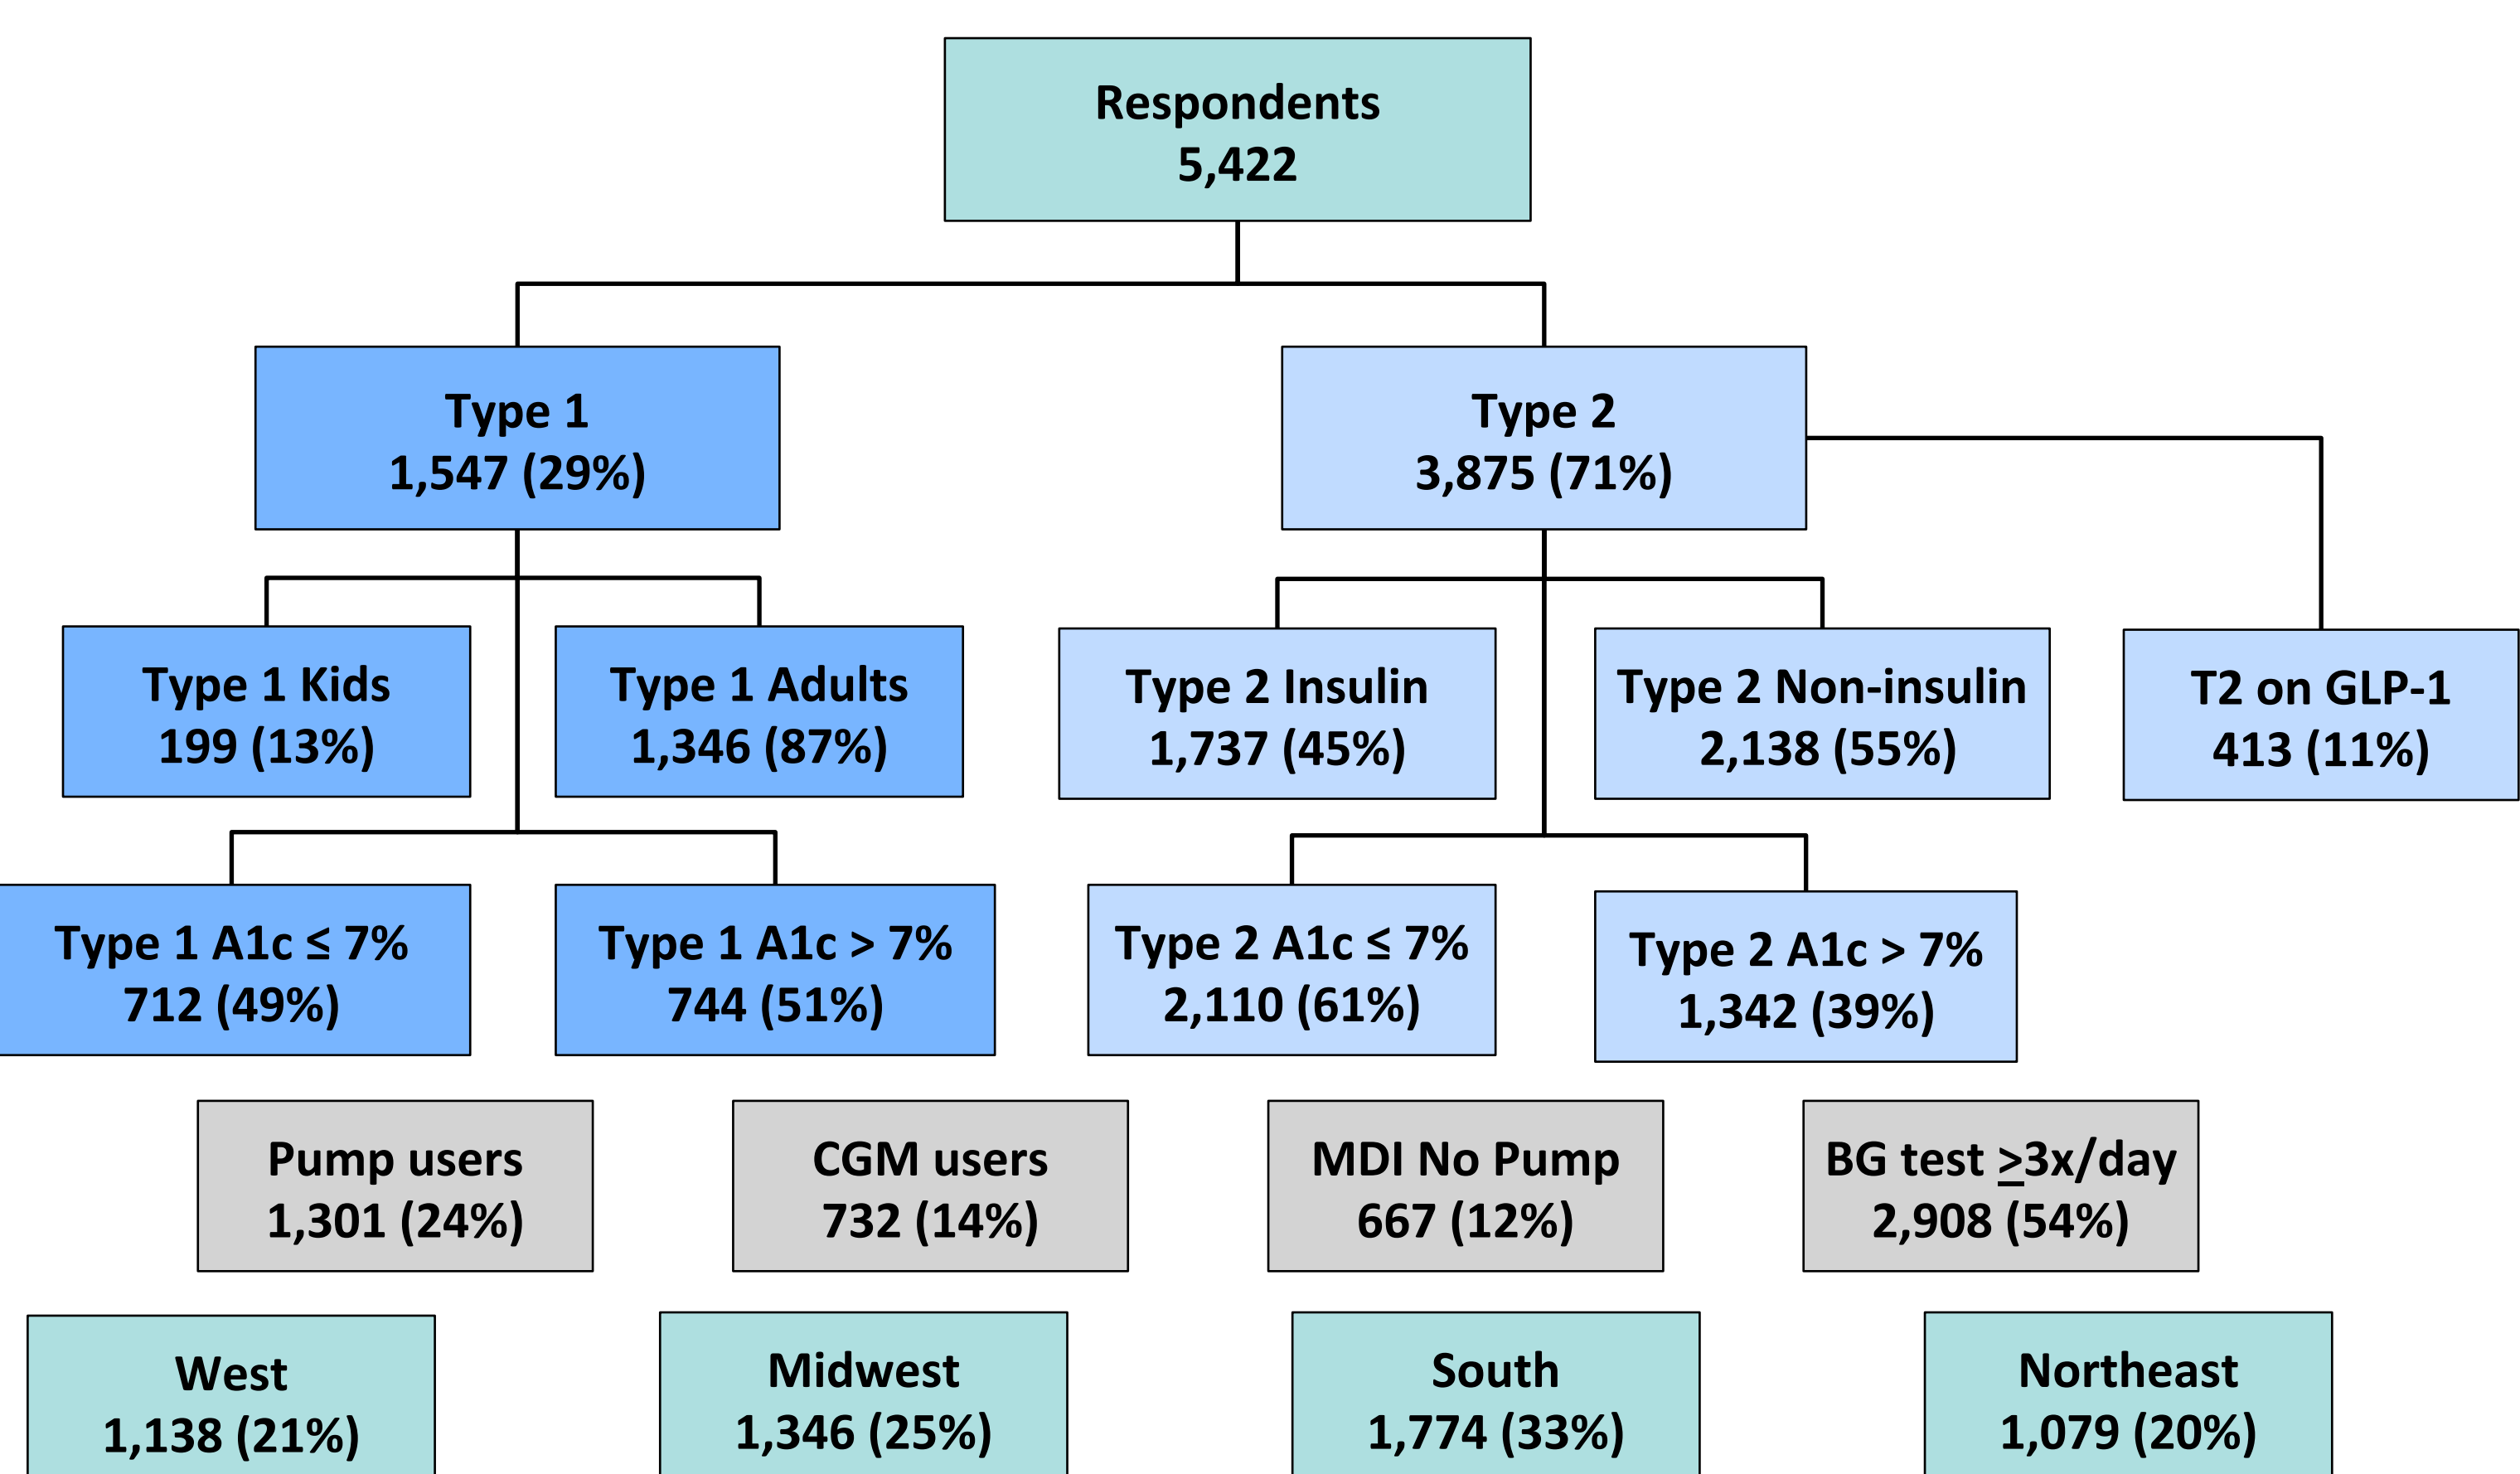 Respondents
5,422
Type 1
1,547 (29%)
Type 2
3,875 (71%)
Type 1 Kids
199 (13%)
Type 1 Adults
1,346 (87%)
Type 2 Insulin
1,737 (45%)
Type 2 Non-insulin
2,138 (55%)
T2 on GLP-1
413 (11%)
Type 1 A1c ≤ 7%
712 (49%)
Type 1 A1c > 7%
744 (51%)
Type 2 A1c ≤ 7%
2,110 (61%)
Type 2 A1c > 7%
1,342 (39%)
Pump users
1,301 (24%)
CGM users
732 (14%)
MDI No Pump
667 (12%)
BG test >3x/day
2,908 (54%)
West
1,138 (21%)
Midwest
1,346 (25%)
South
1,774 (33%)
Northeast
1,079 (20%)